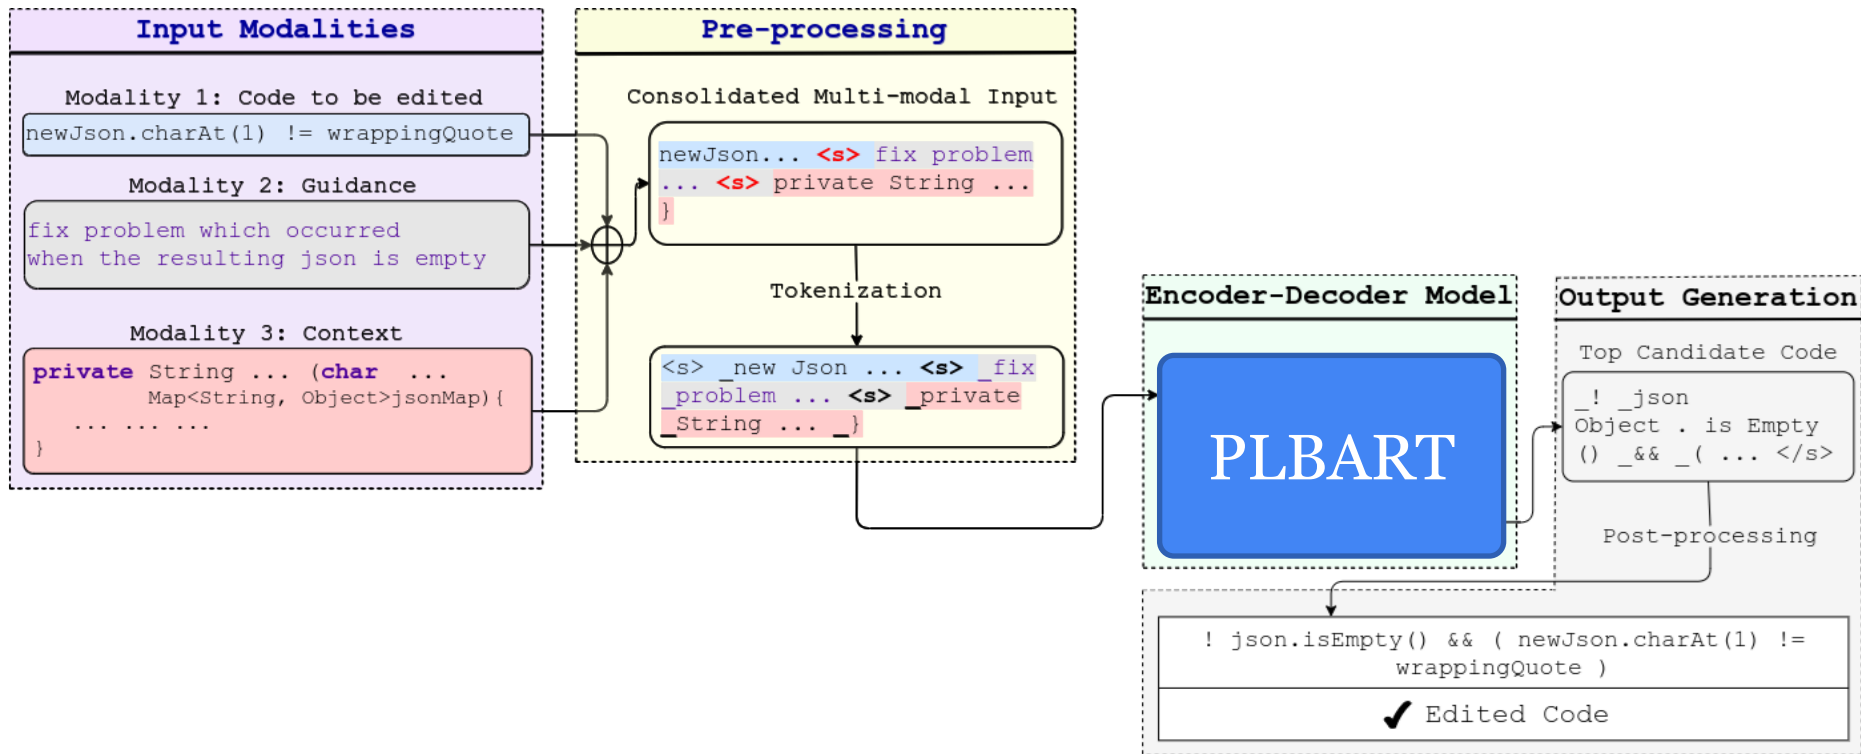 Input Modalities
Modality 1: Code to be edited
newJson.charAt(1) != wrappingQuote
Modality 2: Guidance
fix problem which occurred
when the resulting json is empty
Modality 3: Context
private String ... (char ...
Map<String, Object>jsonMap){
... ... ...
}
Pre-processing
Consolidated Multi-modal Input
newJson... <s> fix problem
... <s> private String ...
}
Tokenization
<s> _new Json ... <s> _fix
_problem ... <s> _private
_String ... _}
Encoder-Decoder Model
PLBART
Output Generation
Top Candidate Code
_! _json
Object . is Empty
() _&& _( ... </s>
Post-processing
! json.isEmpty() && ( newJson.charAt(1) !=
wrappingQuote )
✔ Edited Code